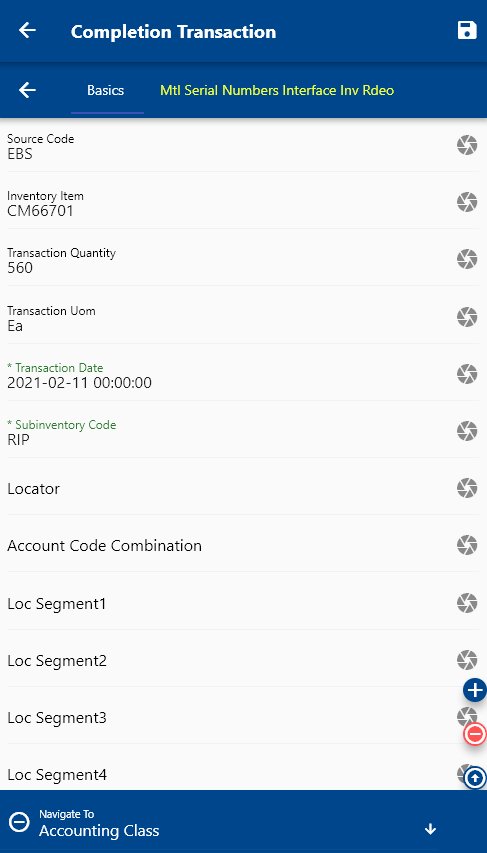 Completion Transaction
Basics
Mtl Serial Numbers Interface Inv Rdeo
Source Code
EBS
Inventory Item
CM66701
Transaction Quantity
560
Transaction Uom
Ea
* Transaction Date
2021-02-11 00:00:00
* Subinventory Code
RIP
Locator
Account Code Combination
Loc Segment1
Loc Segment2
Loc Segment3
Loc Segment4
Navigate To
Accounting Class